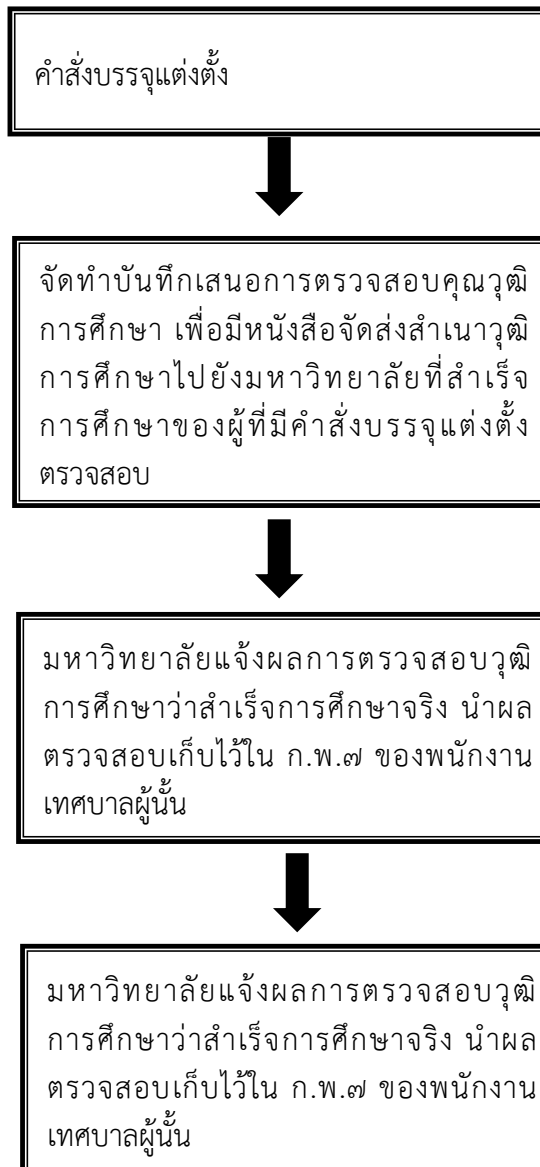 คำสั่งบรรจุแต่งตั้ง
จัดทำบันทึกเสนอการตรวจสอบคุณวุฒิ
การศึกษา เพื่อมีหนังสือจัดส่งสำเนาวุฒิ
การศึกษาไปยังมหาวิทยาลัยที่สำเร็จ
การศึกษาของผู้ที่มีคำสั่งบรรจุแต่งตั้ง
ตรวจสอบ
มหาวิทยาลัยแจ้งผลการตรวจสอบวุฒิ
การศึกษาว่าสำเร็จการศึกษาจริง นำผล
ตรวจสอบเก็บไว้ใน ก.พ.๗ ของพนักงาน
เทศบาลผู้นั้น
มหาวิทยาลัยแจ้งผลการตรวจสอบวุฒิ
การศึกษาว่าสำเร็จการศึกษาจริง นำผล
ตรวจสอบเก็บไว้ใน ก.พ.๗ ของพนักงาน
เทศบาลผู้นั้น